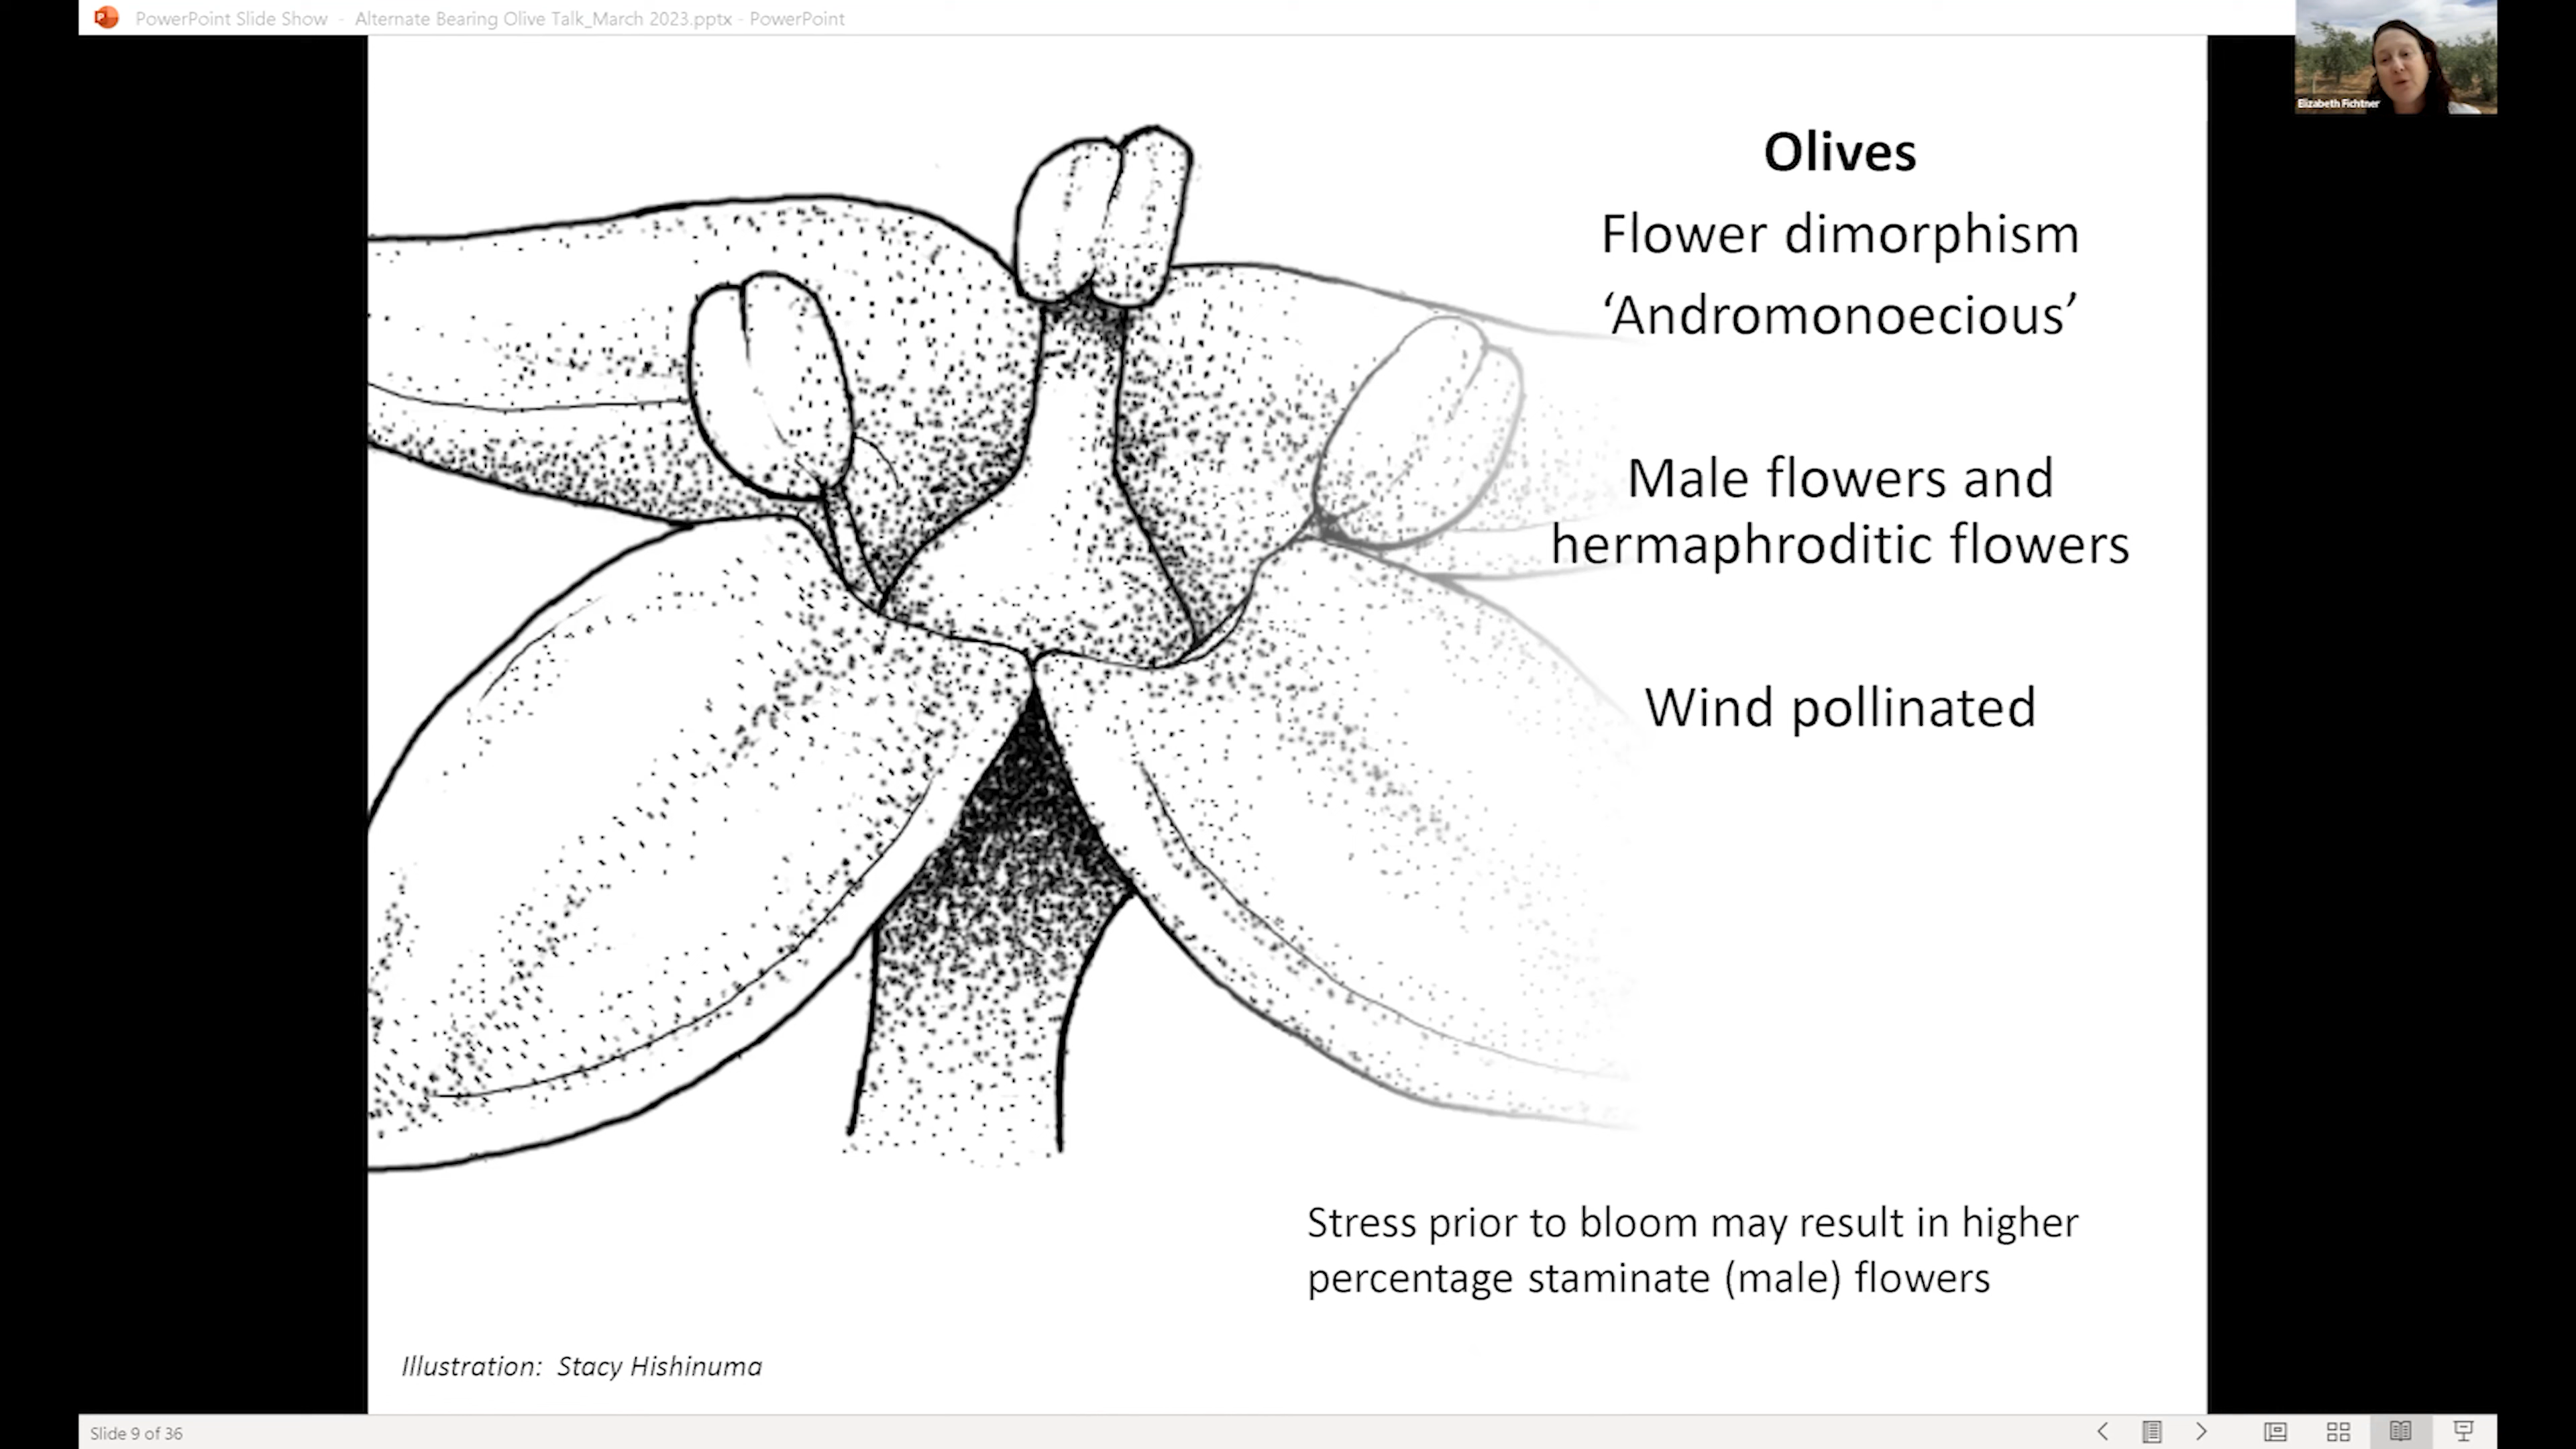 PowerPoint Slide Show - Alternate Bearing Olive Talk_March 2023.pptx - PowerPoint
Elizabeth Fichtner
Olives
Flower dimorphism
‘Andromonoecious’
Male flowers and
hermaphroditic flowers
Wind pollinated
Stress prior to bloom may result in higher
percentage staminate (male) flowers
Illustration: Stacy Hishinuma
Slide 9 of 36